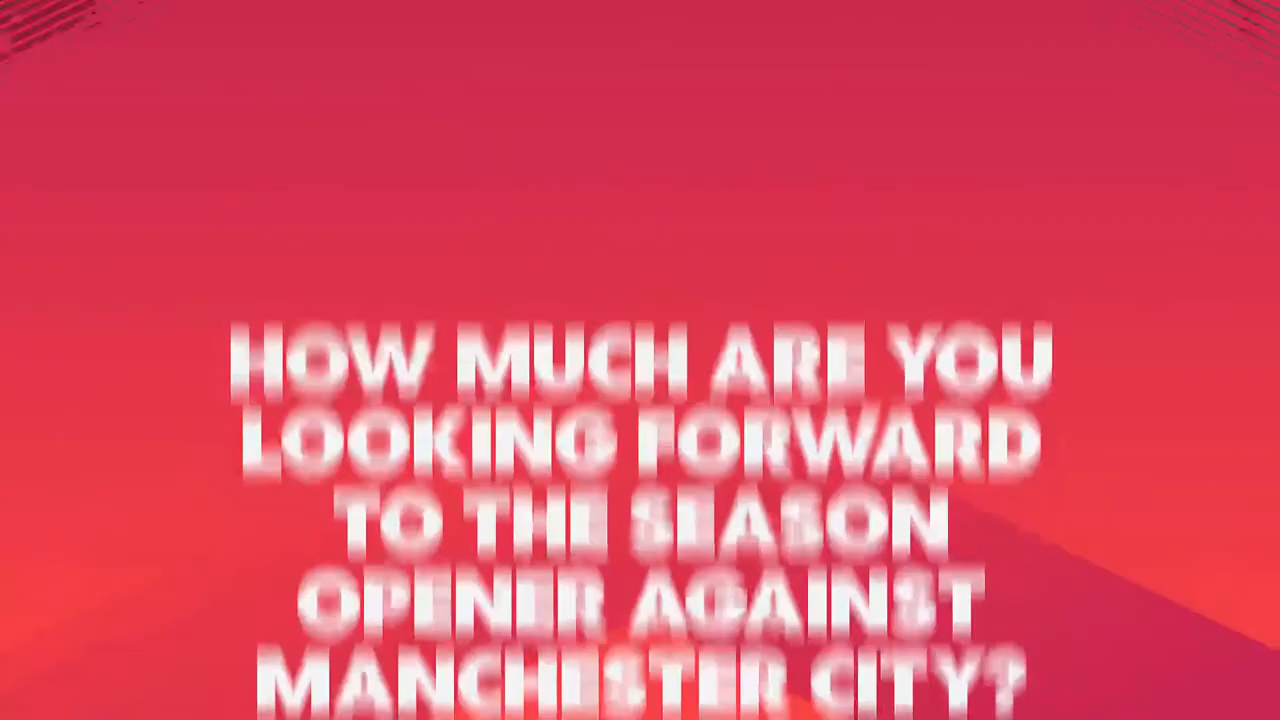 HOW MUCH ARE YOU
LOOKING FORWARD
TO THE SEASON
OPENER AGAINST
MANCHESTER CITY?